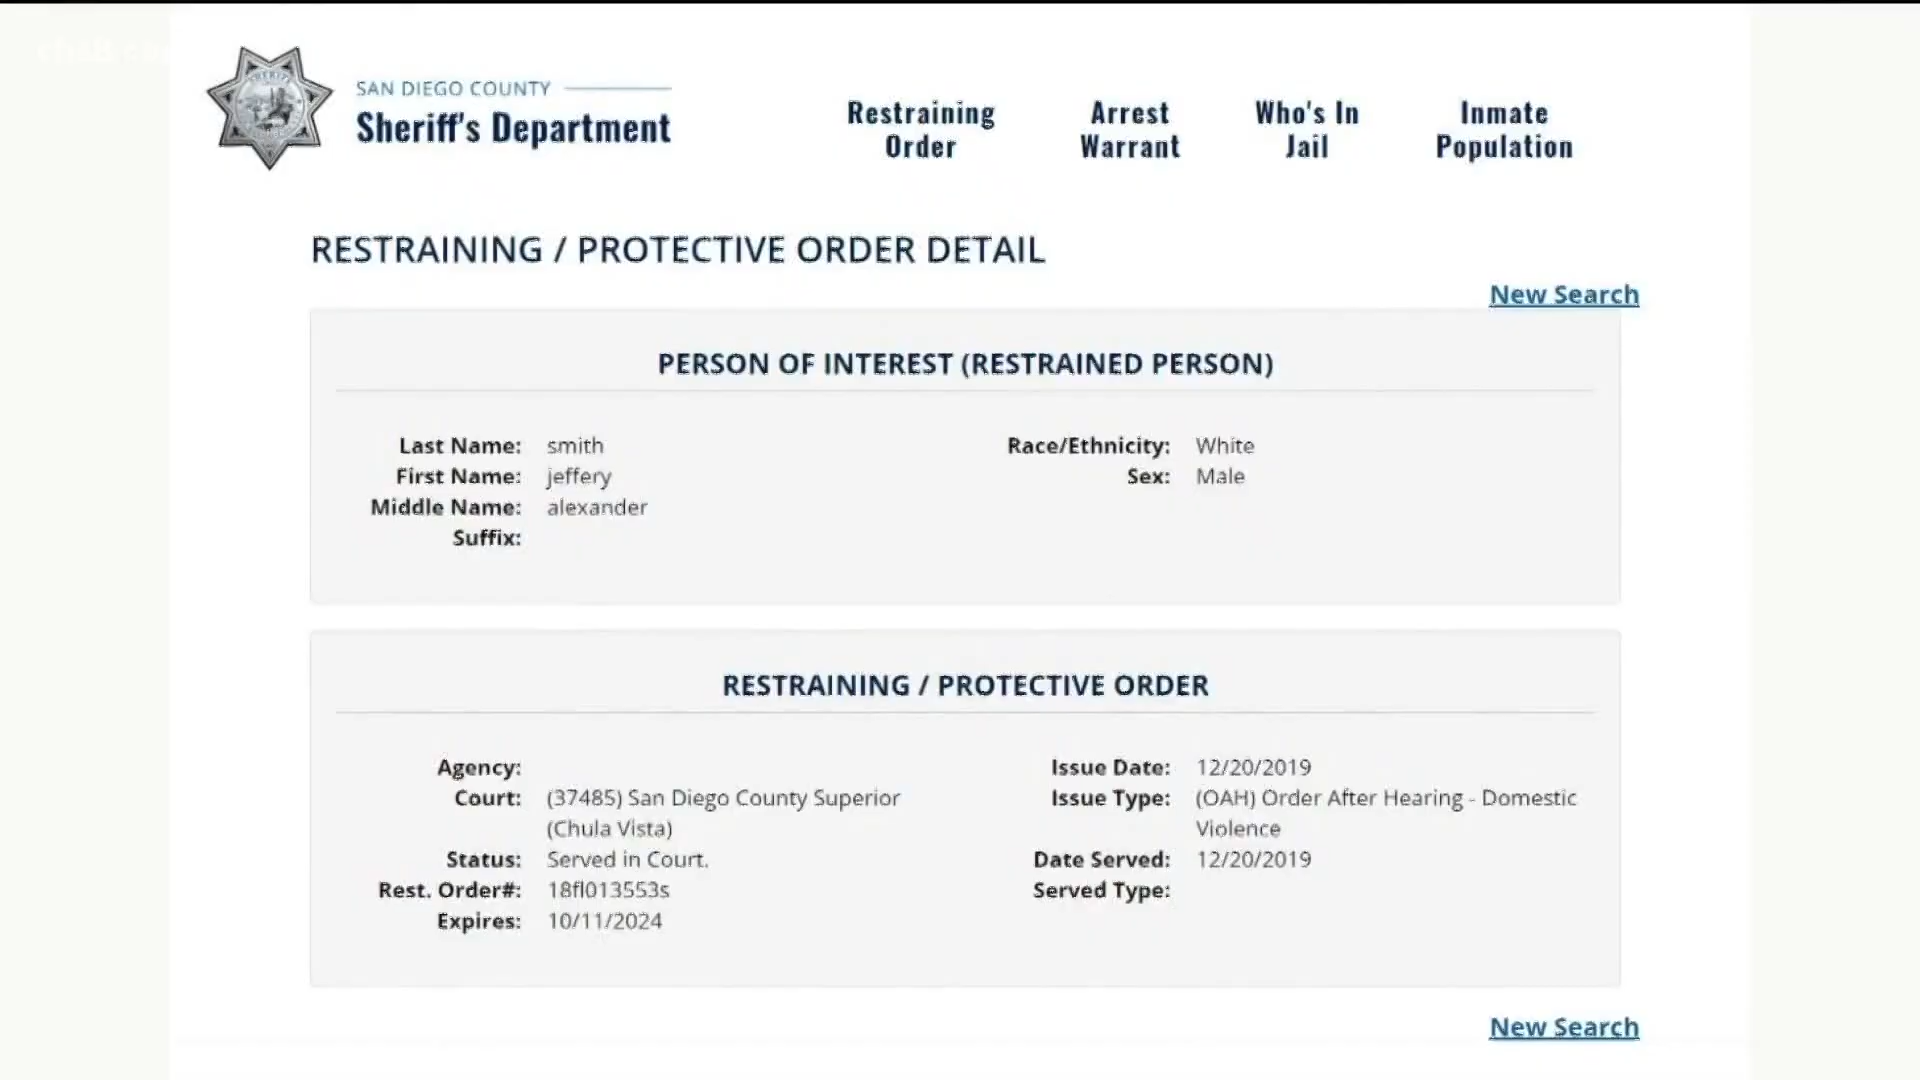 SAN DIEGO COUNTY
Sheriff's Department
Restraining Order
Arrest Warrant
Who's In Jail
Inmate Population
RESTRAINING / PROTECTIVE ORDER DETAIL
New Search
PERSON OF INTEREST (RESTRAINED PERSON)
Last Name: smith
First Name: jeffery
Middle Name: alexander
Suffix:
Race/Ethnicity: White
Sex: Male
RESTRAINING / PROTECTIVE ORDER
Agency:
Court: (37485) San Diego County Superior
(Chula Vista)
Status: Served in Court.
Rest. Order#: 18fl013553s
Expires: 10/11/2024
Issue Date: 12/20/2019
Issue Type: (OAH) Order After Hearing - Domestic
Violence
Date Served: 12/20/2019
Served Type:
New Search